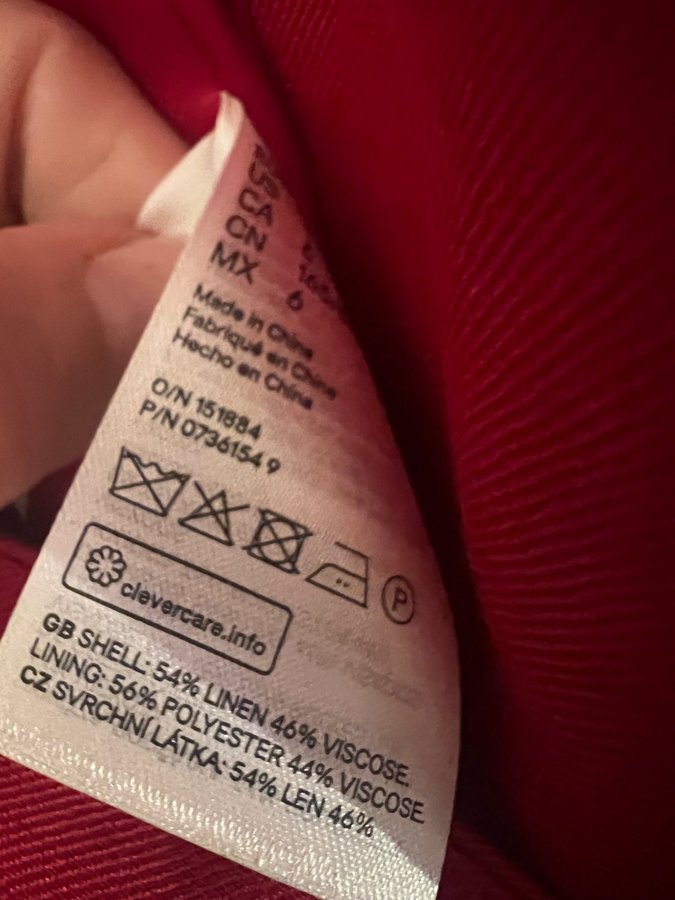 US
CA
CN 165
MX 6
Made in China
Fabriqué en Chine
Hecho en China
O/N 151884
P/N 0736154 9
P
clevercare.info
GB SHELL: 54% LINEN 46% VISCOSE.
LINING: 56% POLYESTER 44% VISCOSE
CZ SVRCHNÍ LÁTKA: 54% LEN 46%